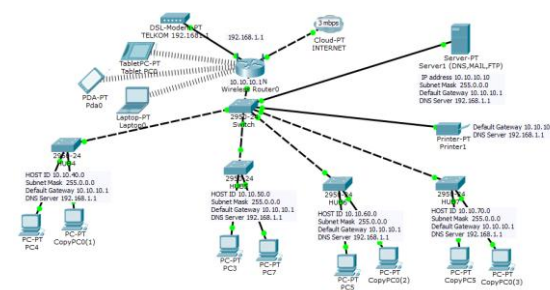 DSL-Modem-PT
TELKOM 192.168.1.1
192.168.1.1
3 mbps
Cloud-PT
INTERNET
TabletPC-PT
Tablet PC0
10.10.10.1
Wireless Router0
Server-PT
Server1 (DNS,MAIL,FTP)
IP address 10.10.10.10
Subnet Mask 255.0.0.0
Default Gateway 10.10.10.1
DNS Server 192.168.1.1
PDA-PT
Pda0
Laptop-PT
Laptop0
2950-24
Switch
Printer-PT
Printer1
Default Gateway 10.10.10
DNS Server 192.168.1.1
2950-24
HOST ID 10.10.40.0
Subnet Mask 255.0.0.0
Default Gateway 10.10.10.1
DNS Server 192.168.1.1
PC-PT
PC4
PC-PT
CopyPC0(1)
HOST ID 10.10.50.0
Subnet Mask 255.0.0.0
Default Gateway 10.10.10.1
DNS Server 192.168.1.1
PC-PT
PC3
PC-PT
PC7
HOST ID 10.10.60.0
Subnet Mask 255.0.0.0
Default Gateway 10.10.10.1
DNS Server 192.168.1.1
PC-PT
PC5
PC-PT
CopyPC0(2)
HOST ID 10.10.70.0
Subnet Mask 255.0.0.0
Default Gateway 10.10.10.1
DNS Server 192.168.1.1
PC-PT
CopyPC5
PC-PT
CopyPC0(3)